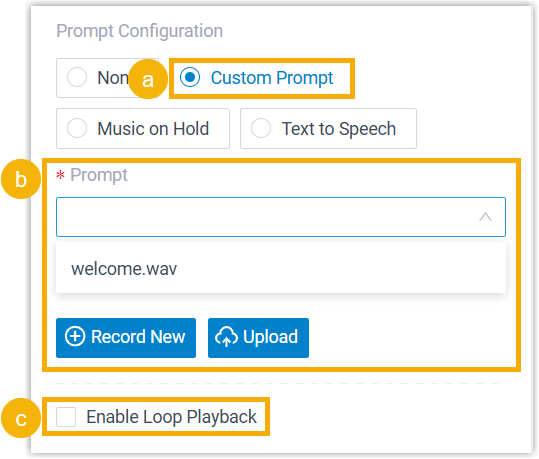 Prompt Configuration
Non a Custom Prompt
Music on Hold Text to Speech
b * Prompt
welcome.wav
Record New Upload
c Enable Loop Playback